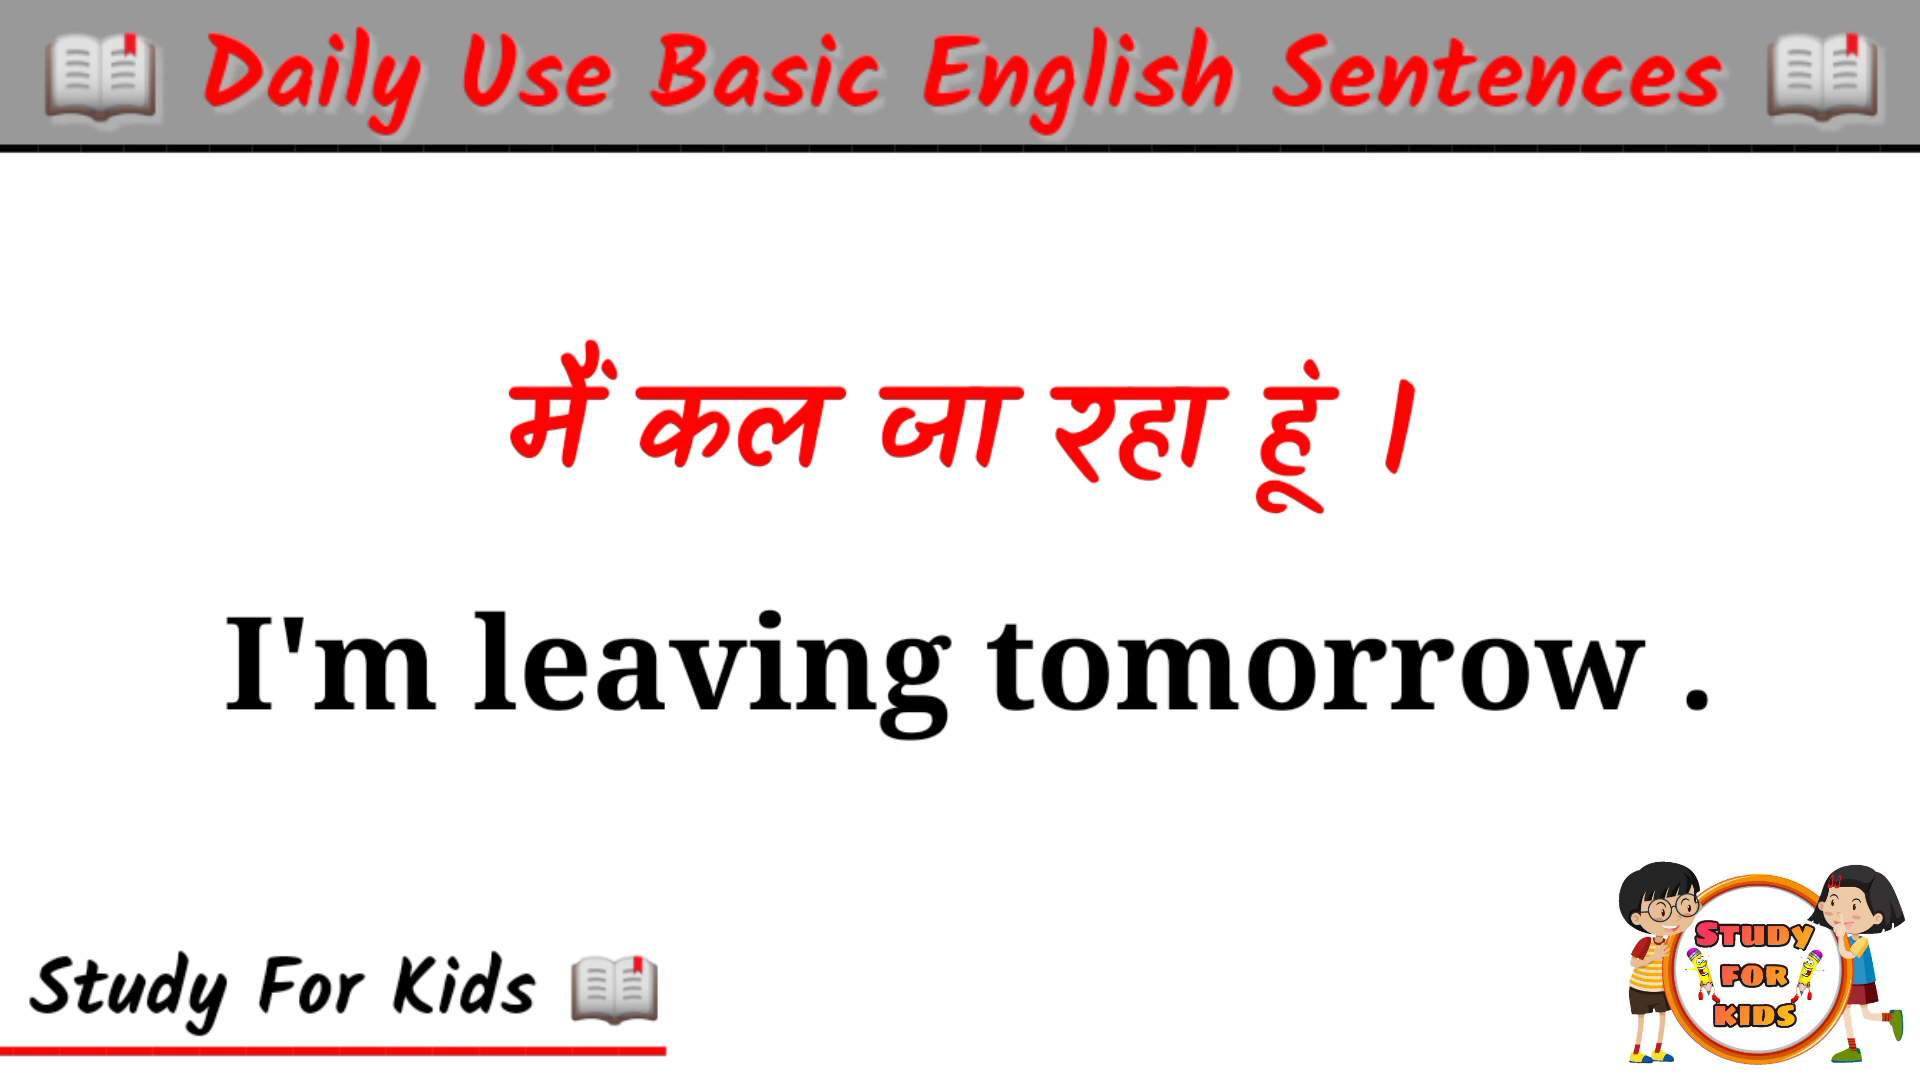 📖 Daily Use Basic English Sentences 📖
मैं कल जा रहा हूं ।
I'm leaving tomorrow .
Study For Kids 📖
STUDY
FOR
KIDS